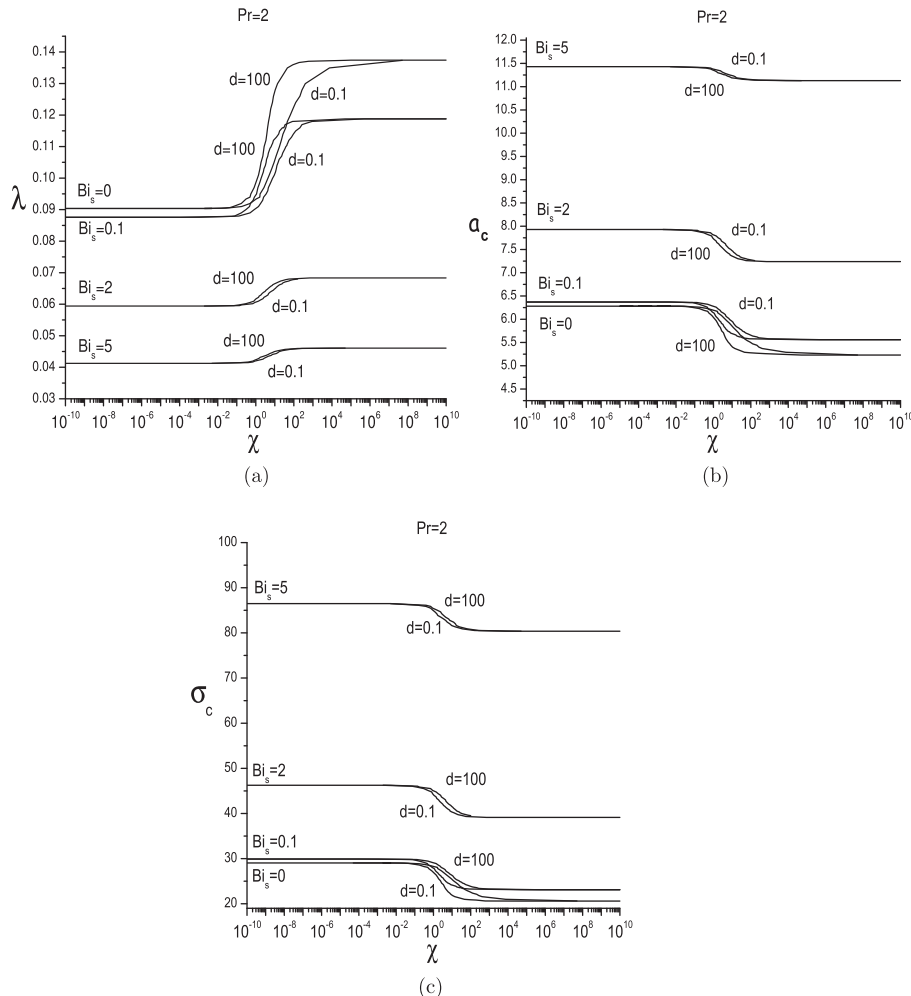 Pr=2
0.14
0.13
0.12
0.11
0.10
0.09
0.08
0.07
0.06
0.05
0.04
0.03
λ
d=100
d=0.1
d=100
d=0.1
Bi_s=0
Bi_s=0.1
Bi_s=2
d=100
d=0.1
Bi_s=5
d=100
d=0.1
10^-10 10^-8 10^-6 10^-4 10^-2 10^0 10^2 10^4 10^6 10^8 10^10
χ
(a)
Pr=2
12.0
11.5
11.0
10.5
10.0
9.5
9.0
8.5
8.0
7.5
7.0
6.5
6.0
5.5
5.0
4.5
a_c
Bi_s=5
d=0.1
d=100
Bi_s=2
d=0.1
d=100
Bi_s=0.1
d=0.1
Bi_s=0
d=100
10^-10 10^-8 10^-6 10^-4 10^-2 10^0 10^2 10^4 10^6 10^8 10^10
χ
(b)
Pr=2
100
90
80
70
60
50
40
30
20
σ_c
Bi_s=5
d=100
d=0.1
Bi_s=2
d=100
d=0.1
Bi_s=0.1
d=100
Bi_s=0
d=0.1
10^-10 10^-8 10^-6 10^-4 10^-2 10^0 10^2 10^4 10^6 10^8 10^10
χ
(c)